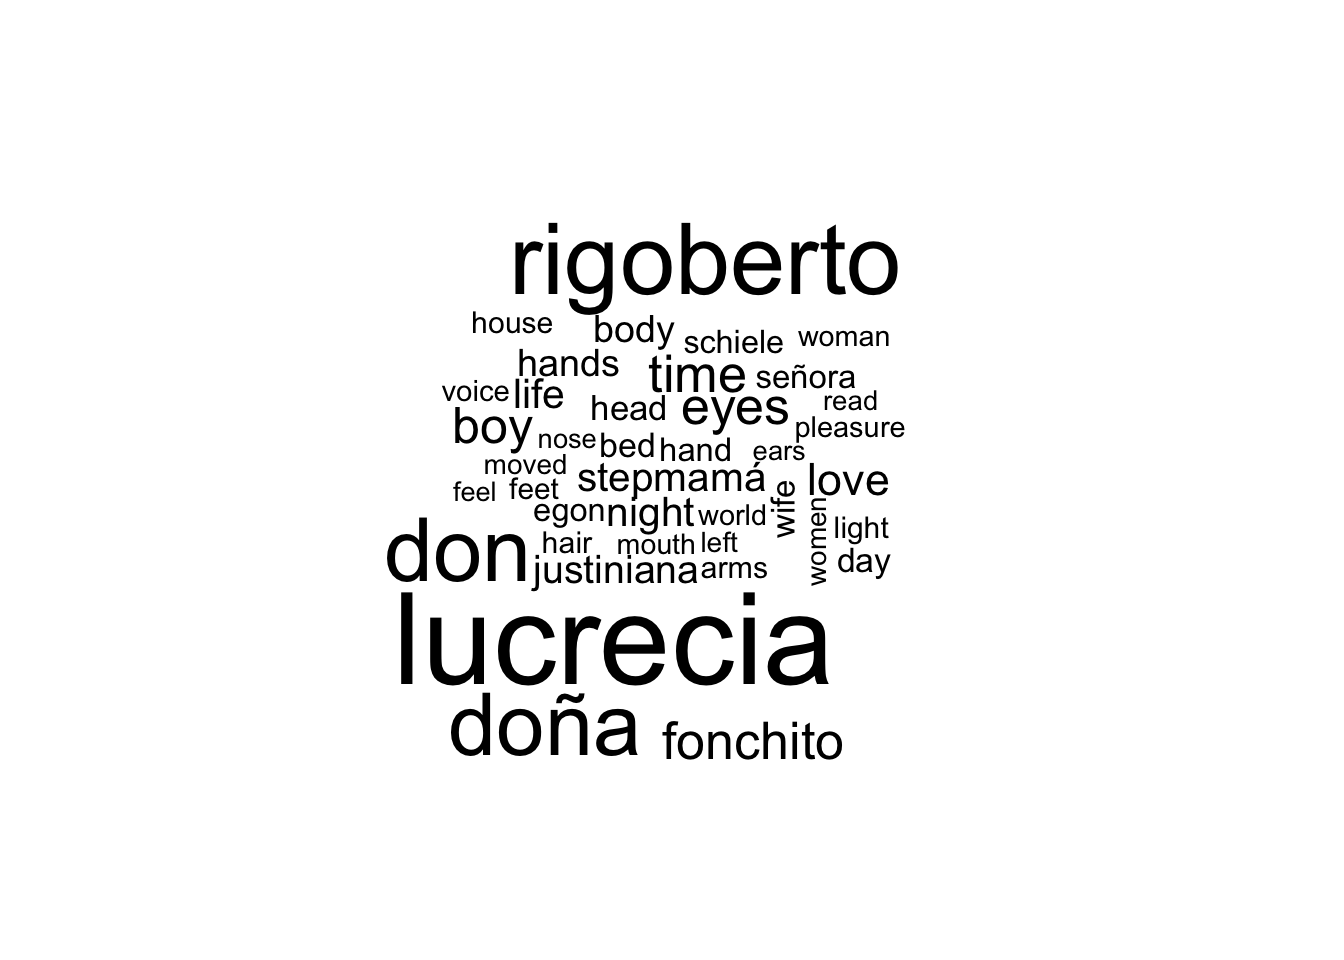 rigoberto
house body schiele woman
hands time señora
voice life head eyes read
boy nose bed hand ears pleasure
moved stepmamá love
feel feet egon night world wife women light
hair mouth left
don justiniana arms day
lucrecia
doña fonchito